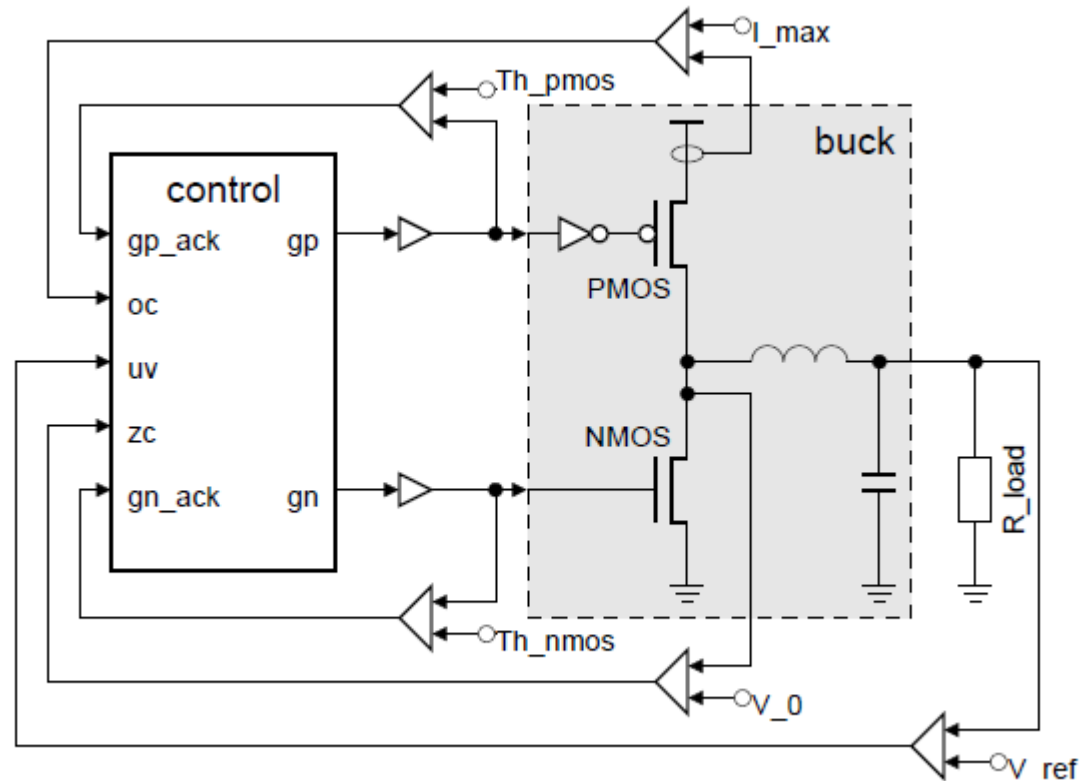 I_max
Th_pmos
buck
control
gp_ack
gp
oc
PMOS
uv
zc
NMOS
gn_ack
gn
R_load
Th_nmos
V_0
V_ref